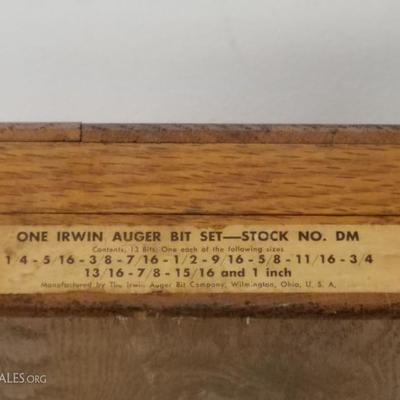 ONE IRWIN AUGER BIT SET—STOCK NO. DM
Contents, 13 Bits: One each of the following sizes
1 4 - 5/16 - 3/8 - 7/16 - 1/2 - 9/16 - 5/8 - 11/16 - 3/4
13/16 - 7/8 - 15/16 and 1 inch
Manufactured by The Irwin Auger Bit Company, Wilmington, Ohio, U. S. A.
ALES.ORG